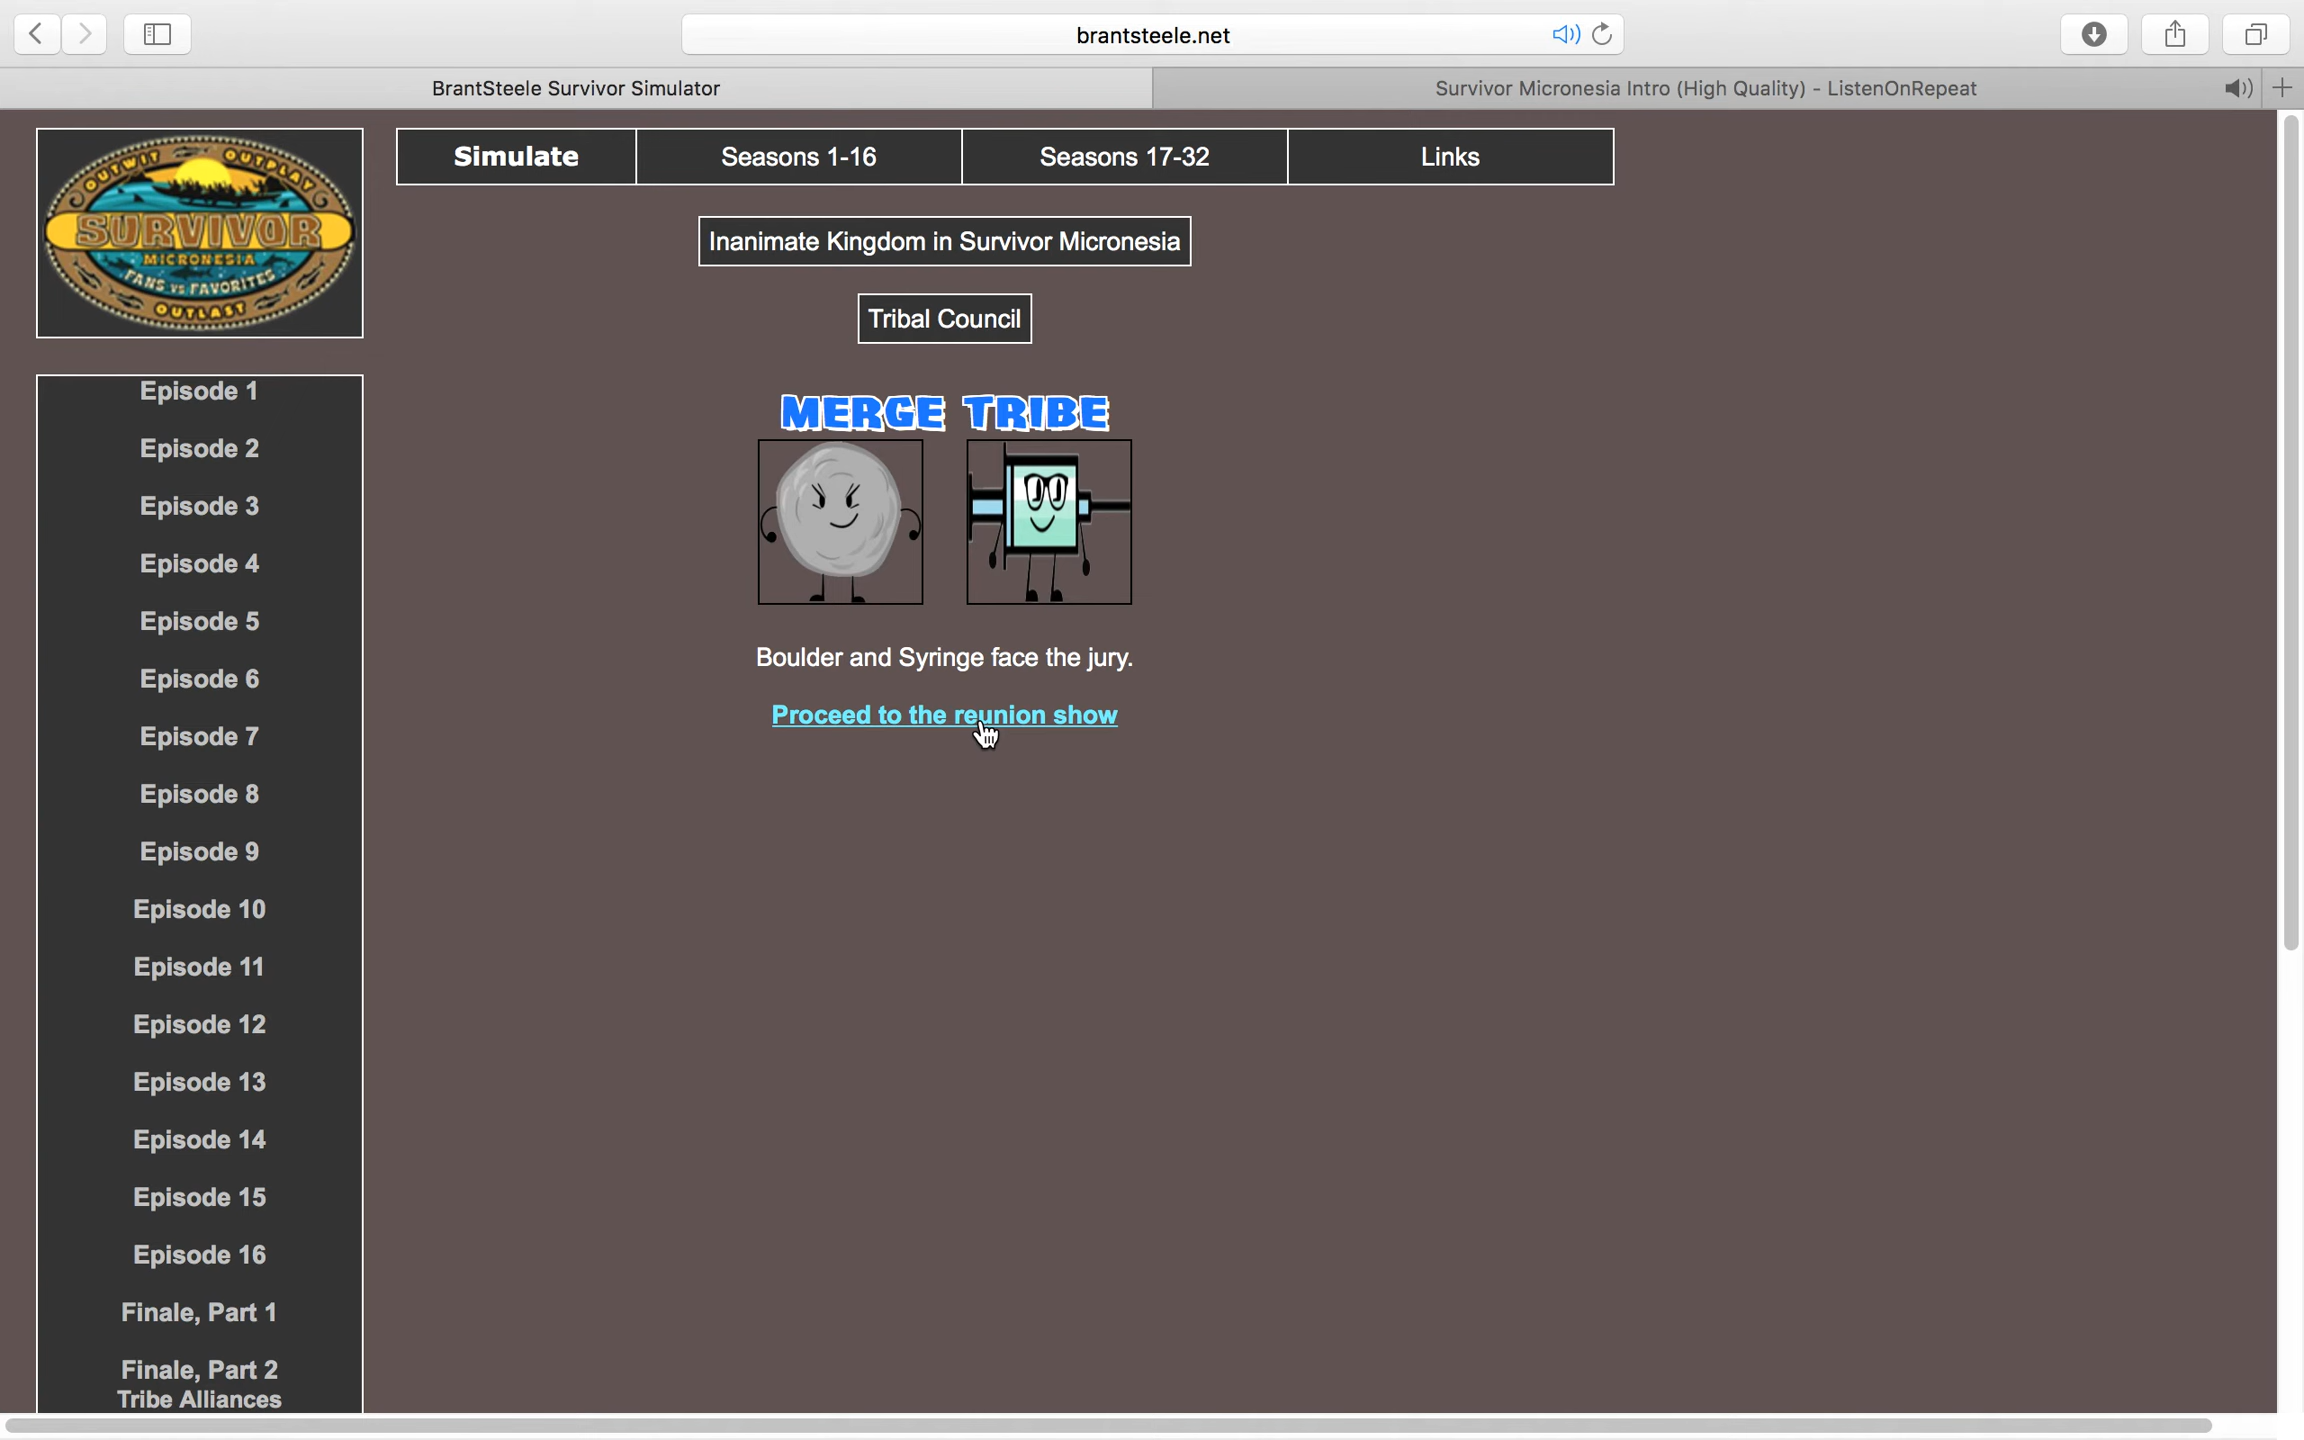 brantsteele.net
BrantSteele Survivor Simulator
Survivor Micronesia Intro (High Quality) - ListenOnRepeat
OUTWIT OUTPLAY
SURVIVOR
MICRONESIA
FANS vs FAVORITES
OUTLAST
Simulate
Seasons 1-16
Seasons 17-32
Links
Inanimate Kingdom in Survivor Micronesia
Tribal Council
MERGE TRIBE
Boulder and Syringe face the jury.
Proceed to the reunion show
Episode 1
Episode 2
Episode 3
Episode 4
Episode 5
Episode 6
Episode 7
Episode 8
Episode 9
Episode 10
Episode 11
Episode 12
Episode 13
Episode 14
Episode 15
Episode 16
Finale, Part 1
Finale, Part 2
Tribe Alliances